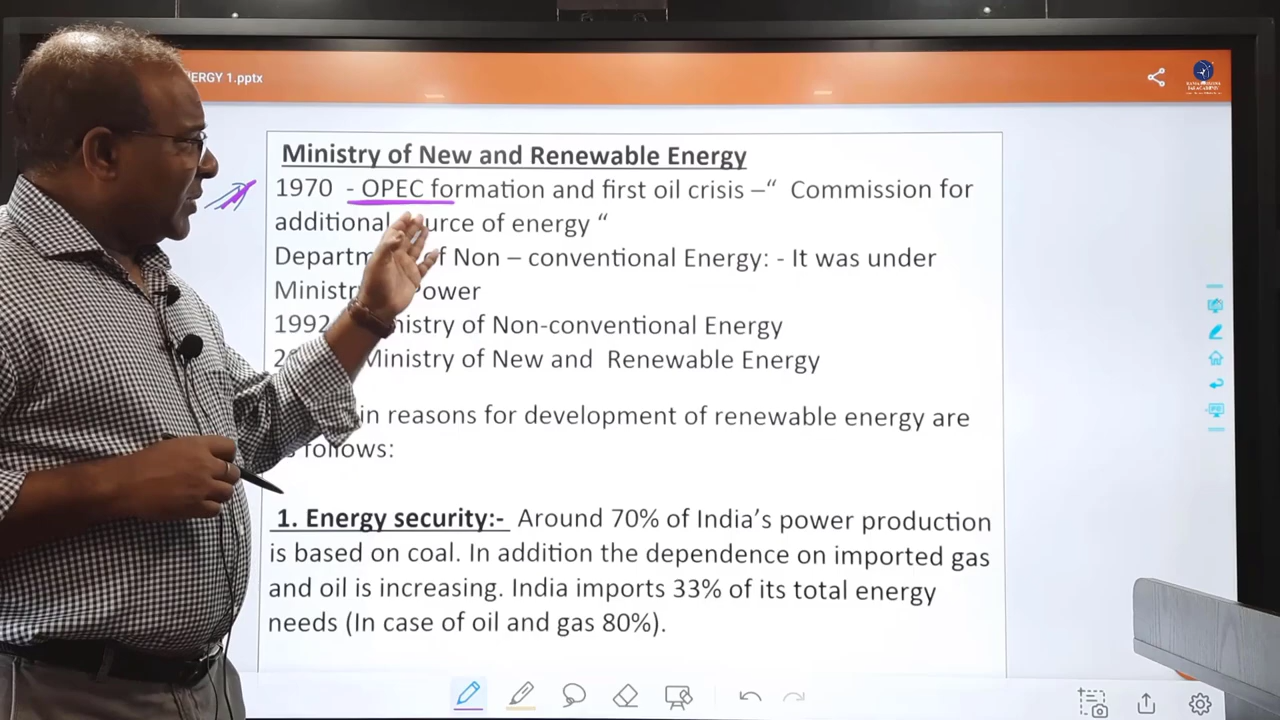 ERGY 1.pptx
Ministry of New and Renewable Energy
1970 - OPEC formation and first oil crisis –“ Commission for
additional urce of energy “
Departm f Non – conventional Energy: - It was under
Ministr ower
1992 nistry of Non-conventional Energy
2 Ministry of New and Renewable Energy
in reasons for development of renewable energy are
s follows:
1. Energy security:- Around 70% of India’s power production
is based on coal. In addition the dependence on imported gas
and oil is increasing. India imports 33% of its total energy
needs (In case of oil and gas 80%).